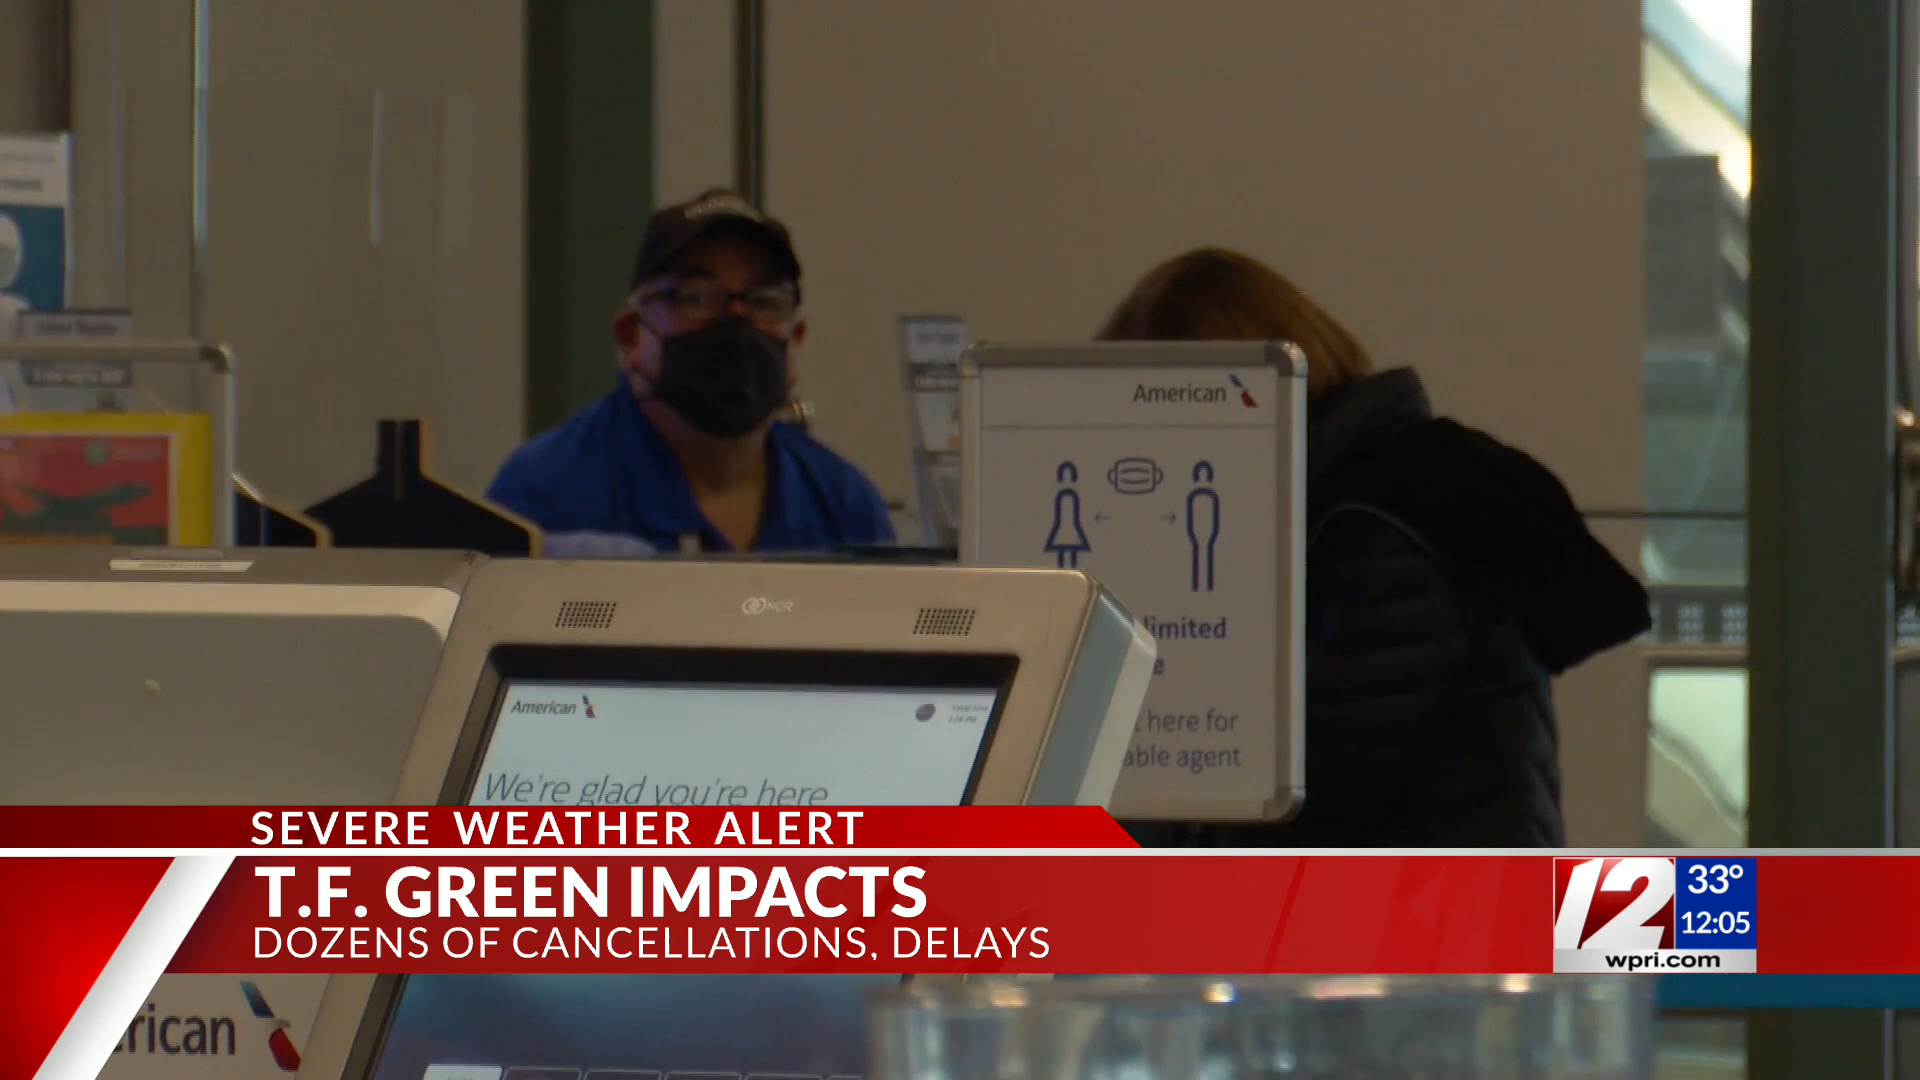 American
limited
e
t here for
able agent
NCR
American
We're glad you're here
SEVERE WEATHER ALERT
T.F. GREEN IMPACTS
DOZENS OF CANCELLATIONS, DELAYS
12
33°
12:05
wpri.com
rican